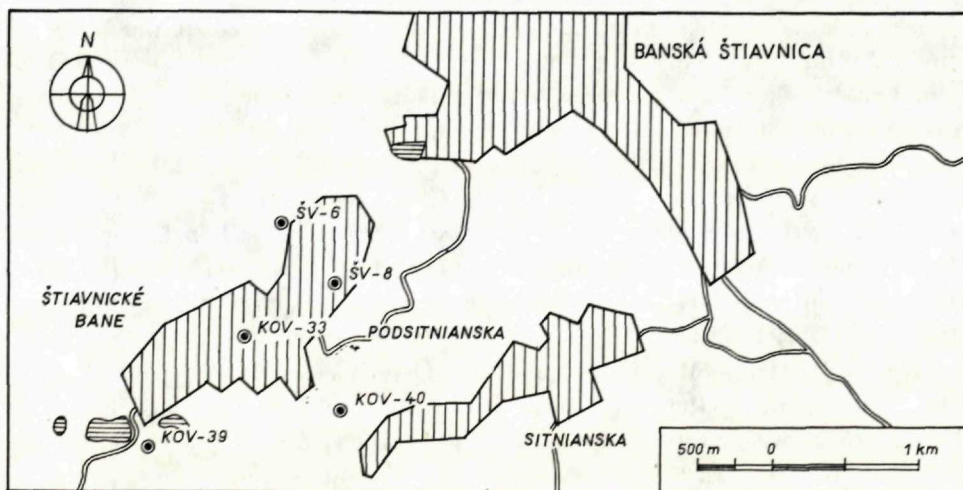 N
BANSKÁ ŠTIAVNICA
ŠV-6
ŠV-8
ŠTIAVNICKÉ
BANE
KOV-33
PODSITNIANSKA
KOV-40
KOV-39
SITNIANSKA
500 m 0 1 km